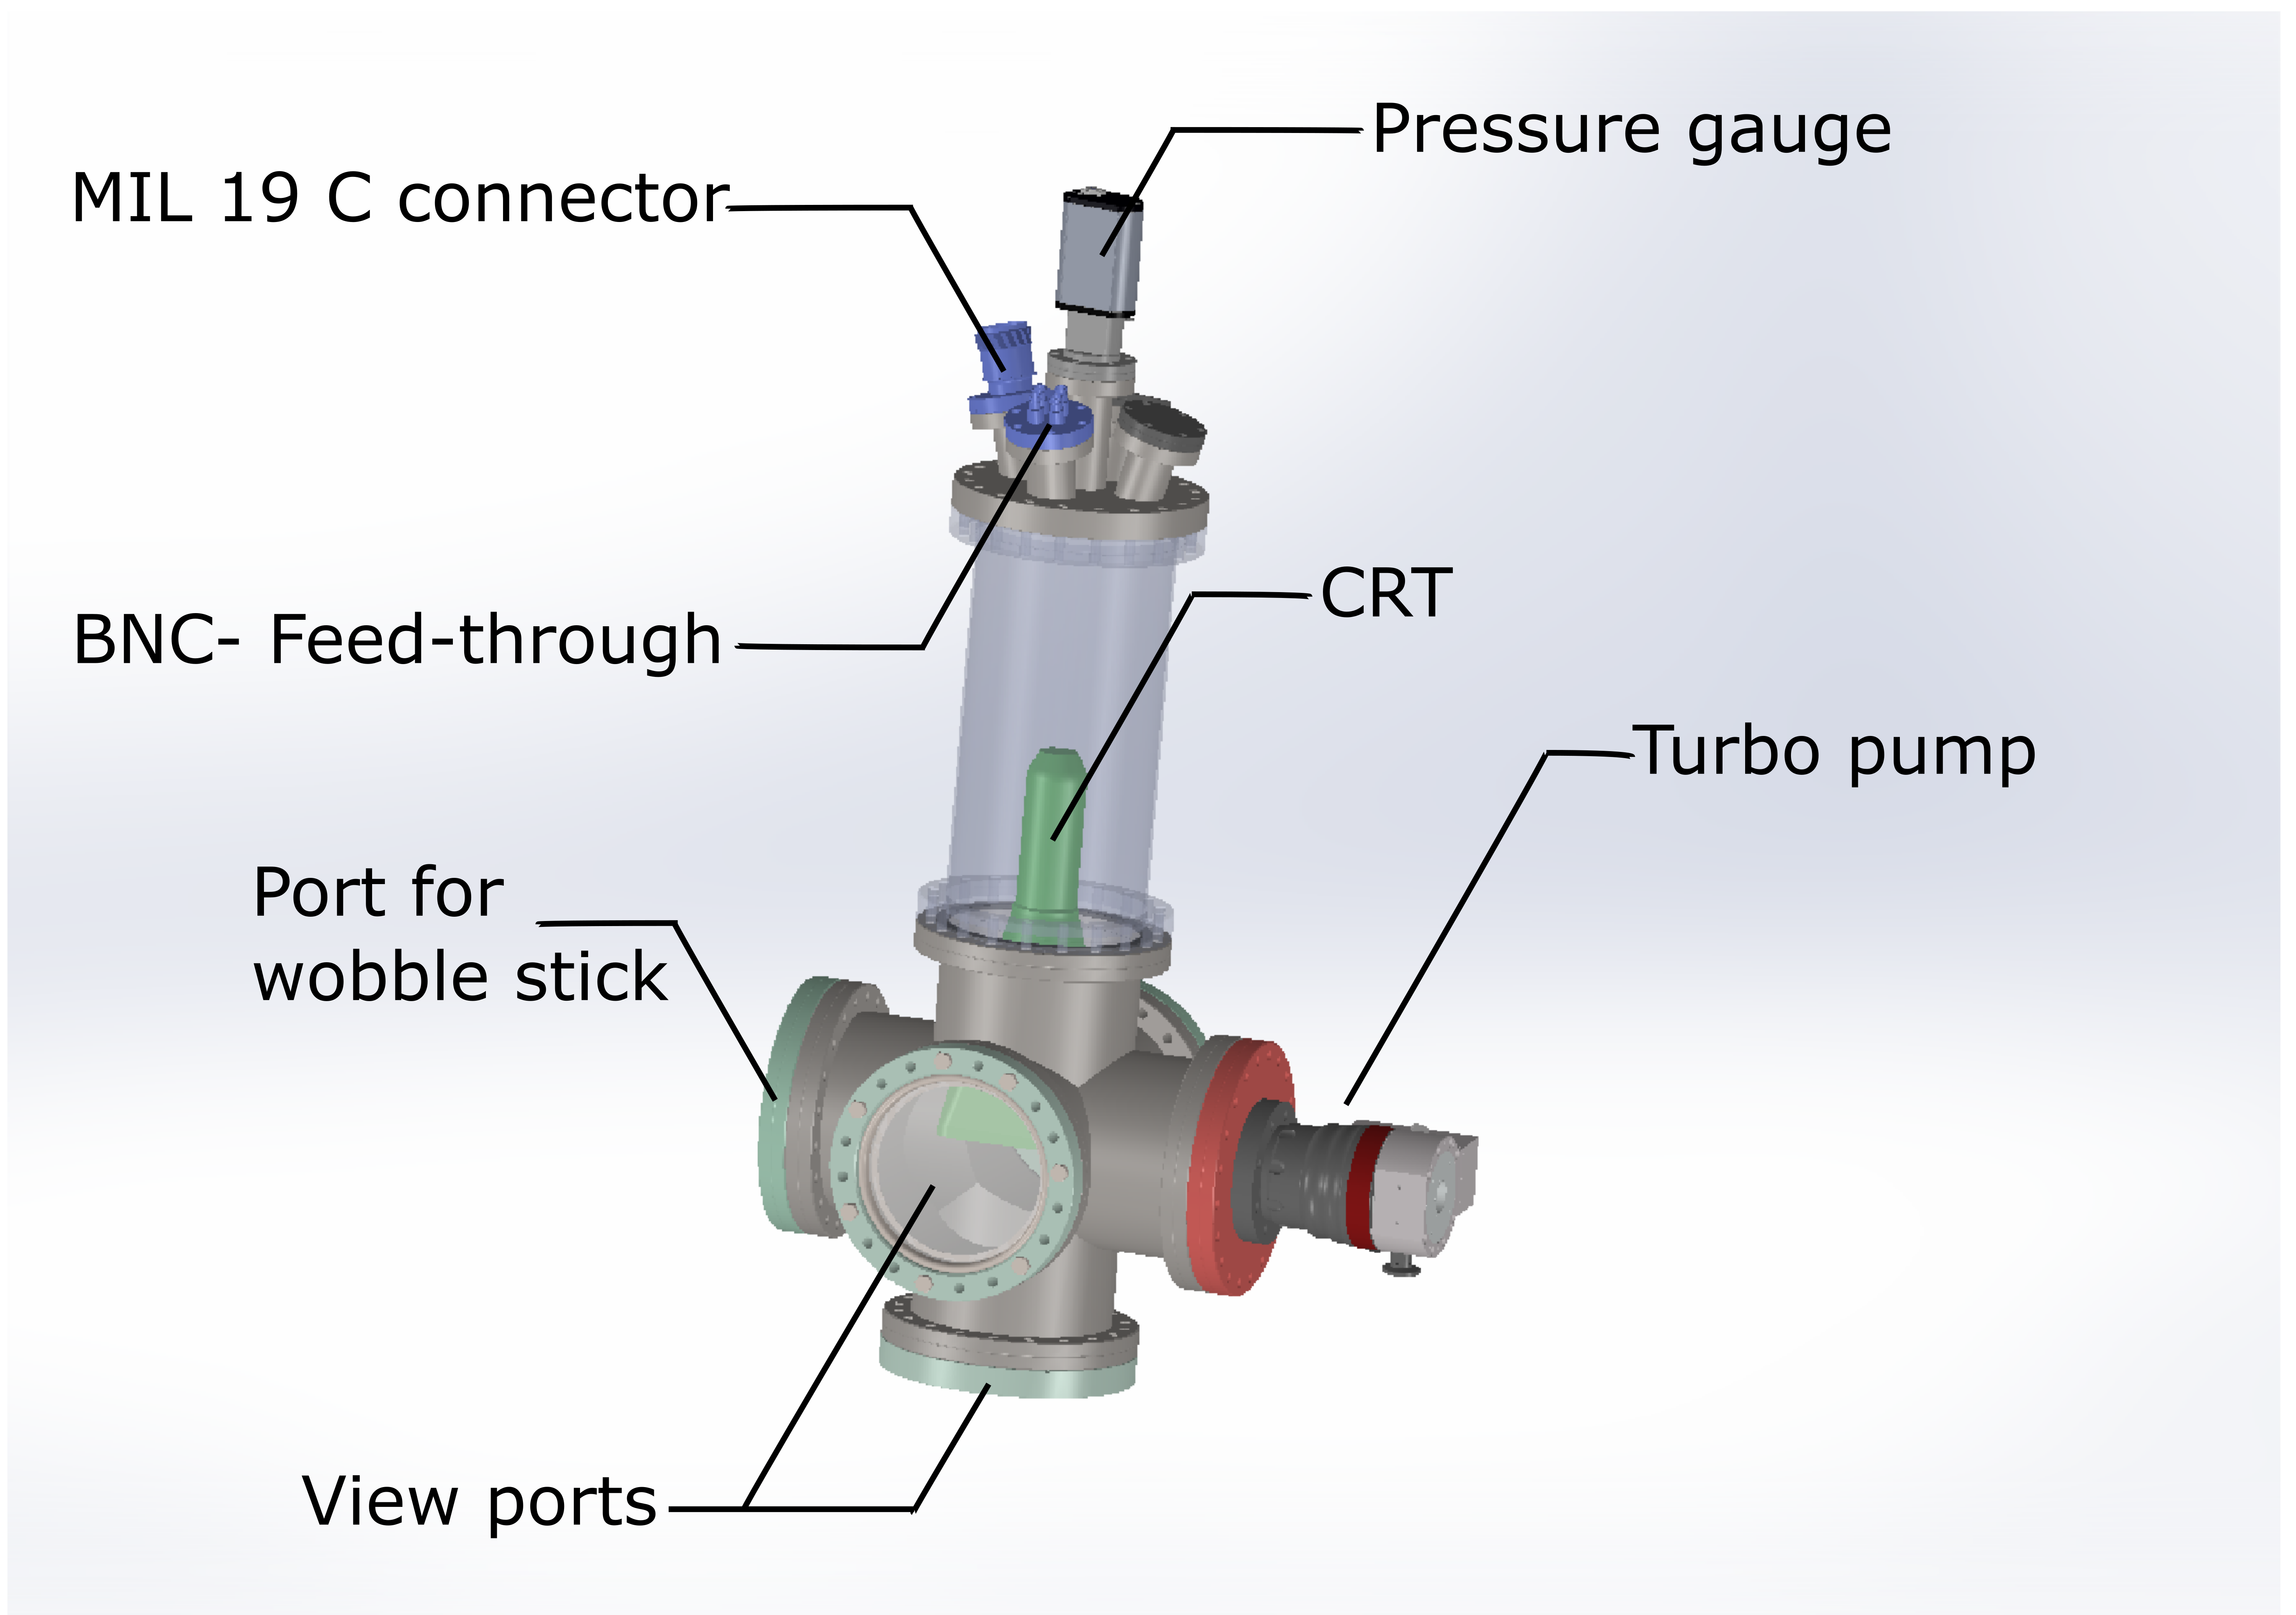 Pressure gauge
MIL 19 C connector
CRT
BNC- Feed-through
Turbo pump
Port for
wobble stick
View ports